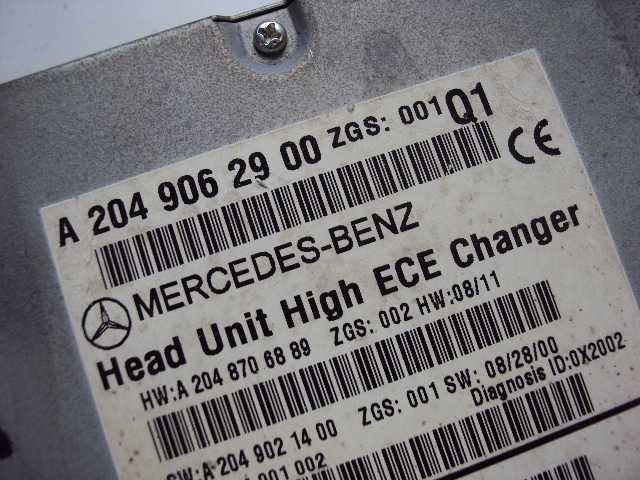 A 204 906 29 00 ZGS: 001 Q1
CE
MERCEDES-BENZ
Head Unit High ECE Changer
HW:A 204 870 68 89 ZGS: 002 HW:08/11
SW:A 204 902 14 00 ZGS: 001 SW: 08/28/00
Diagnosis ID:0X2002
001 002